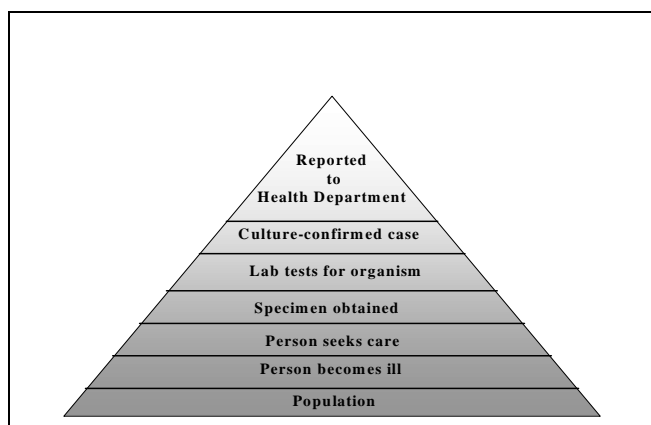 Reported
to
Health Department
Culture-confirmed case
Lab tests for organism
Specimen obtained
Person seeks care
Person becomes ill
Population